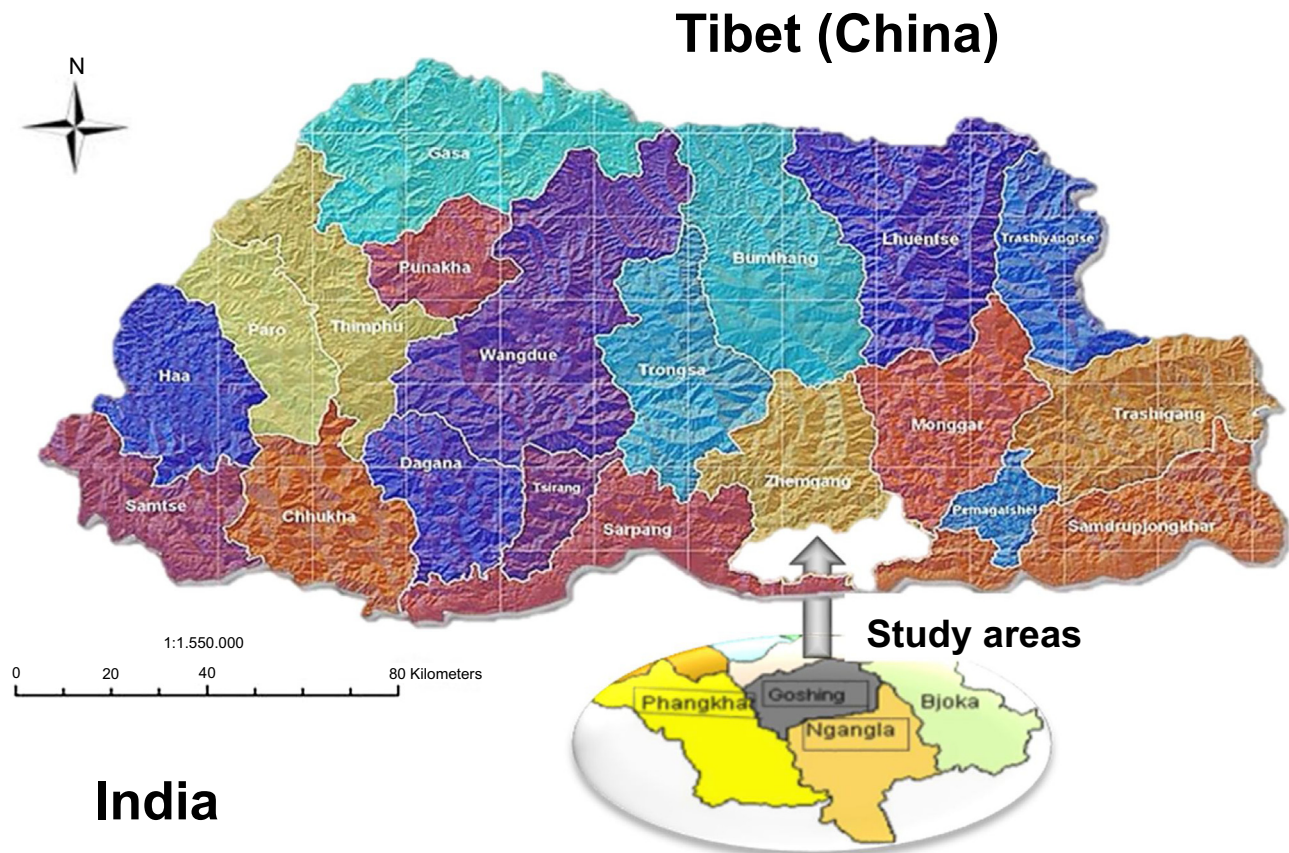 Tibet (China)
N
Gasa
Punakha
Bumthang
Lhuentse
Trashiyangtse
Paro
Thimphu
Wangdue
Trongsa
Haa
Monggar
Trashigang
Dagana
Tsirang
Zhemgang
Samtse
Chhukha
Sarpang
Pemagatshel
Samdrupjongkhar
Study areas
1:1.550.000
0 20 40 80 Kilometers
Phangkhar
Goshing
Bjoka
Ngangla
India